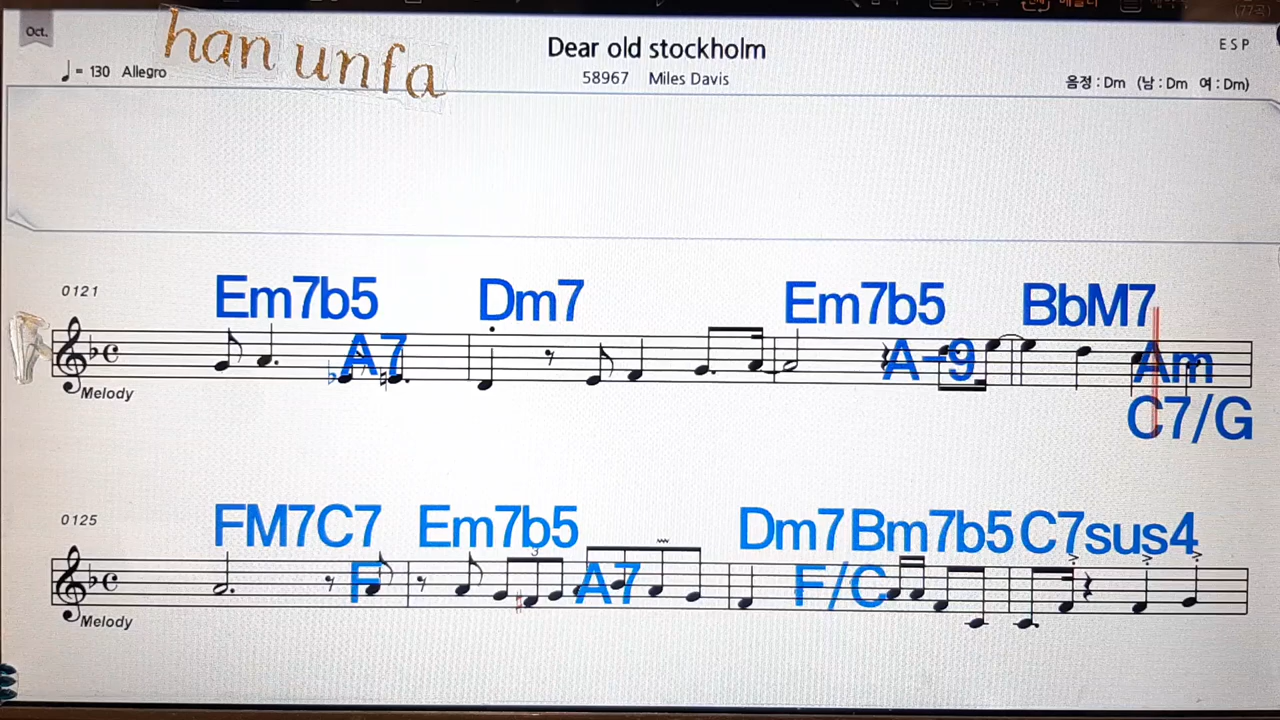 Oct.
han unfa
Dear old stockholm
E S P
= 130 Allegro
58967 Miles Davis
음정 : Dm (남 : Dm 여 : Dm)
0121
Em7b5 Dm7 Em7b5 BbM7
A7 A-9 Am
Melody
C7/G
0125
FM7C7 Em7b5 Dm7 Bm7b5 C7sus4
3
F A7 F/C
Melody